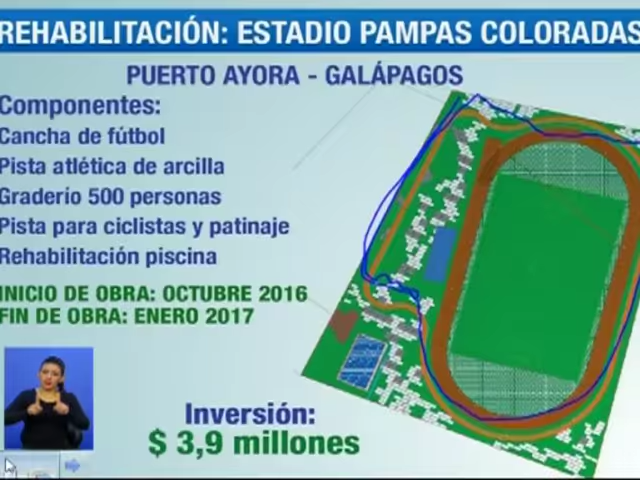 REHABILITACIÓN: ESTADIO PAMPAS COLORADAS
PUERTO AYORA - GALÁPAGOS
Componentes:
Cancha de fútbol
Pista atlética de arcilla
Graderío 500 personas
Pista para ciclistas y patinaje
Rehabilitación piscina
INICIO DE OBRA: OCTUBRE 2016
FIN DE OBRA: ENERO 2017
Inversión:
$ 3,9 millones